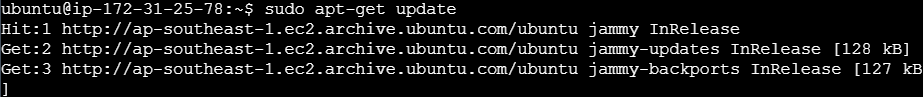 ubuntu@ip-172-31-25-78:~$ sudo apt-get update
Hit:1 http://ap-southeast-1.ec2.archive.ubuntu.com/ubuntu jammy InRelease
Get:2 http://ap-southeast-1.ec2.archive.ubuntu.com/ubuntu jammy-updates InRelease [128 kB]
Get:3 http://ap-southeast-1.ec2.archive.ubuntu.com/ubuntu jammy-backports InRelease [127 kB
]